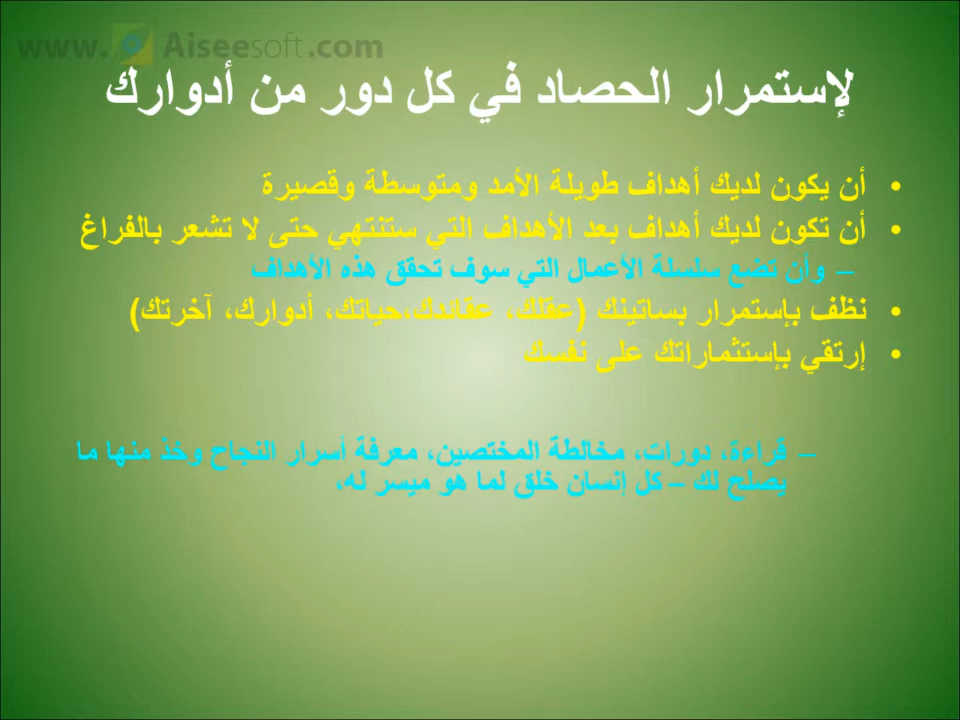 www.Aiseesoft.com
لإستمرار الحصاد في كل دور من أدوارك
• أن يكون لديك أهداف طويلة الأمد ومتوسطة وقصيرة
• أن تكون لديك أهداف بعد الأهداف التي ستنتهي حتى لا تشعر بالفراغ
– وأن تضع سلسلة الأعمال التي سوف تحقق هذه الأهداف
• نظف بإستمرار بساتينك (عقلك، عقائدك،حياتك، أدوارك، آخرتك)
• إرتقي بإستثماراتك على نفسك
– قراءة، دورات، مخالطة المختصين، معرفة أسرار النجاح وخذ منها ما
يصلح لك – كل إنسان خلق لما هو ميسر له،